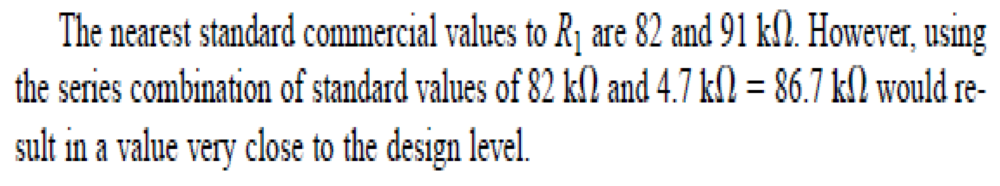 The nearest standard commercial values to R₁ are 82 and 91 kΩ. However, using
the series combination of standard values of 82 kΩ and 4.7 kΩ = 86.7 kΩ would re-
sult in a value very close to the design level.